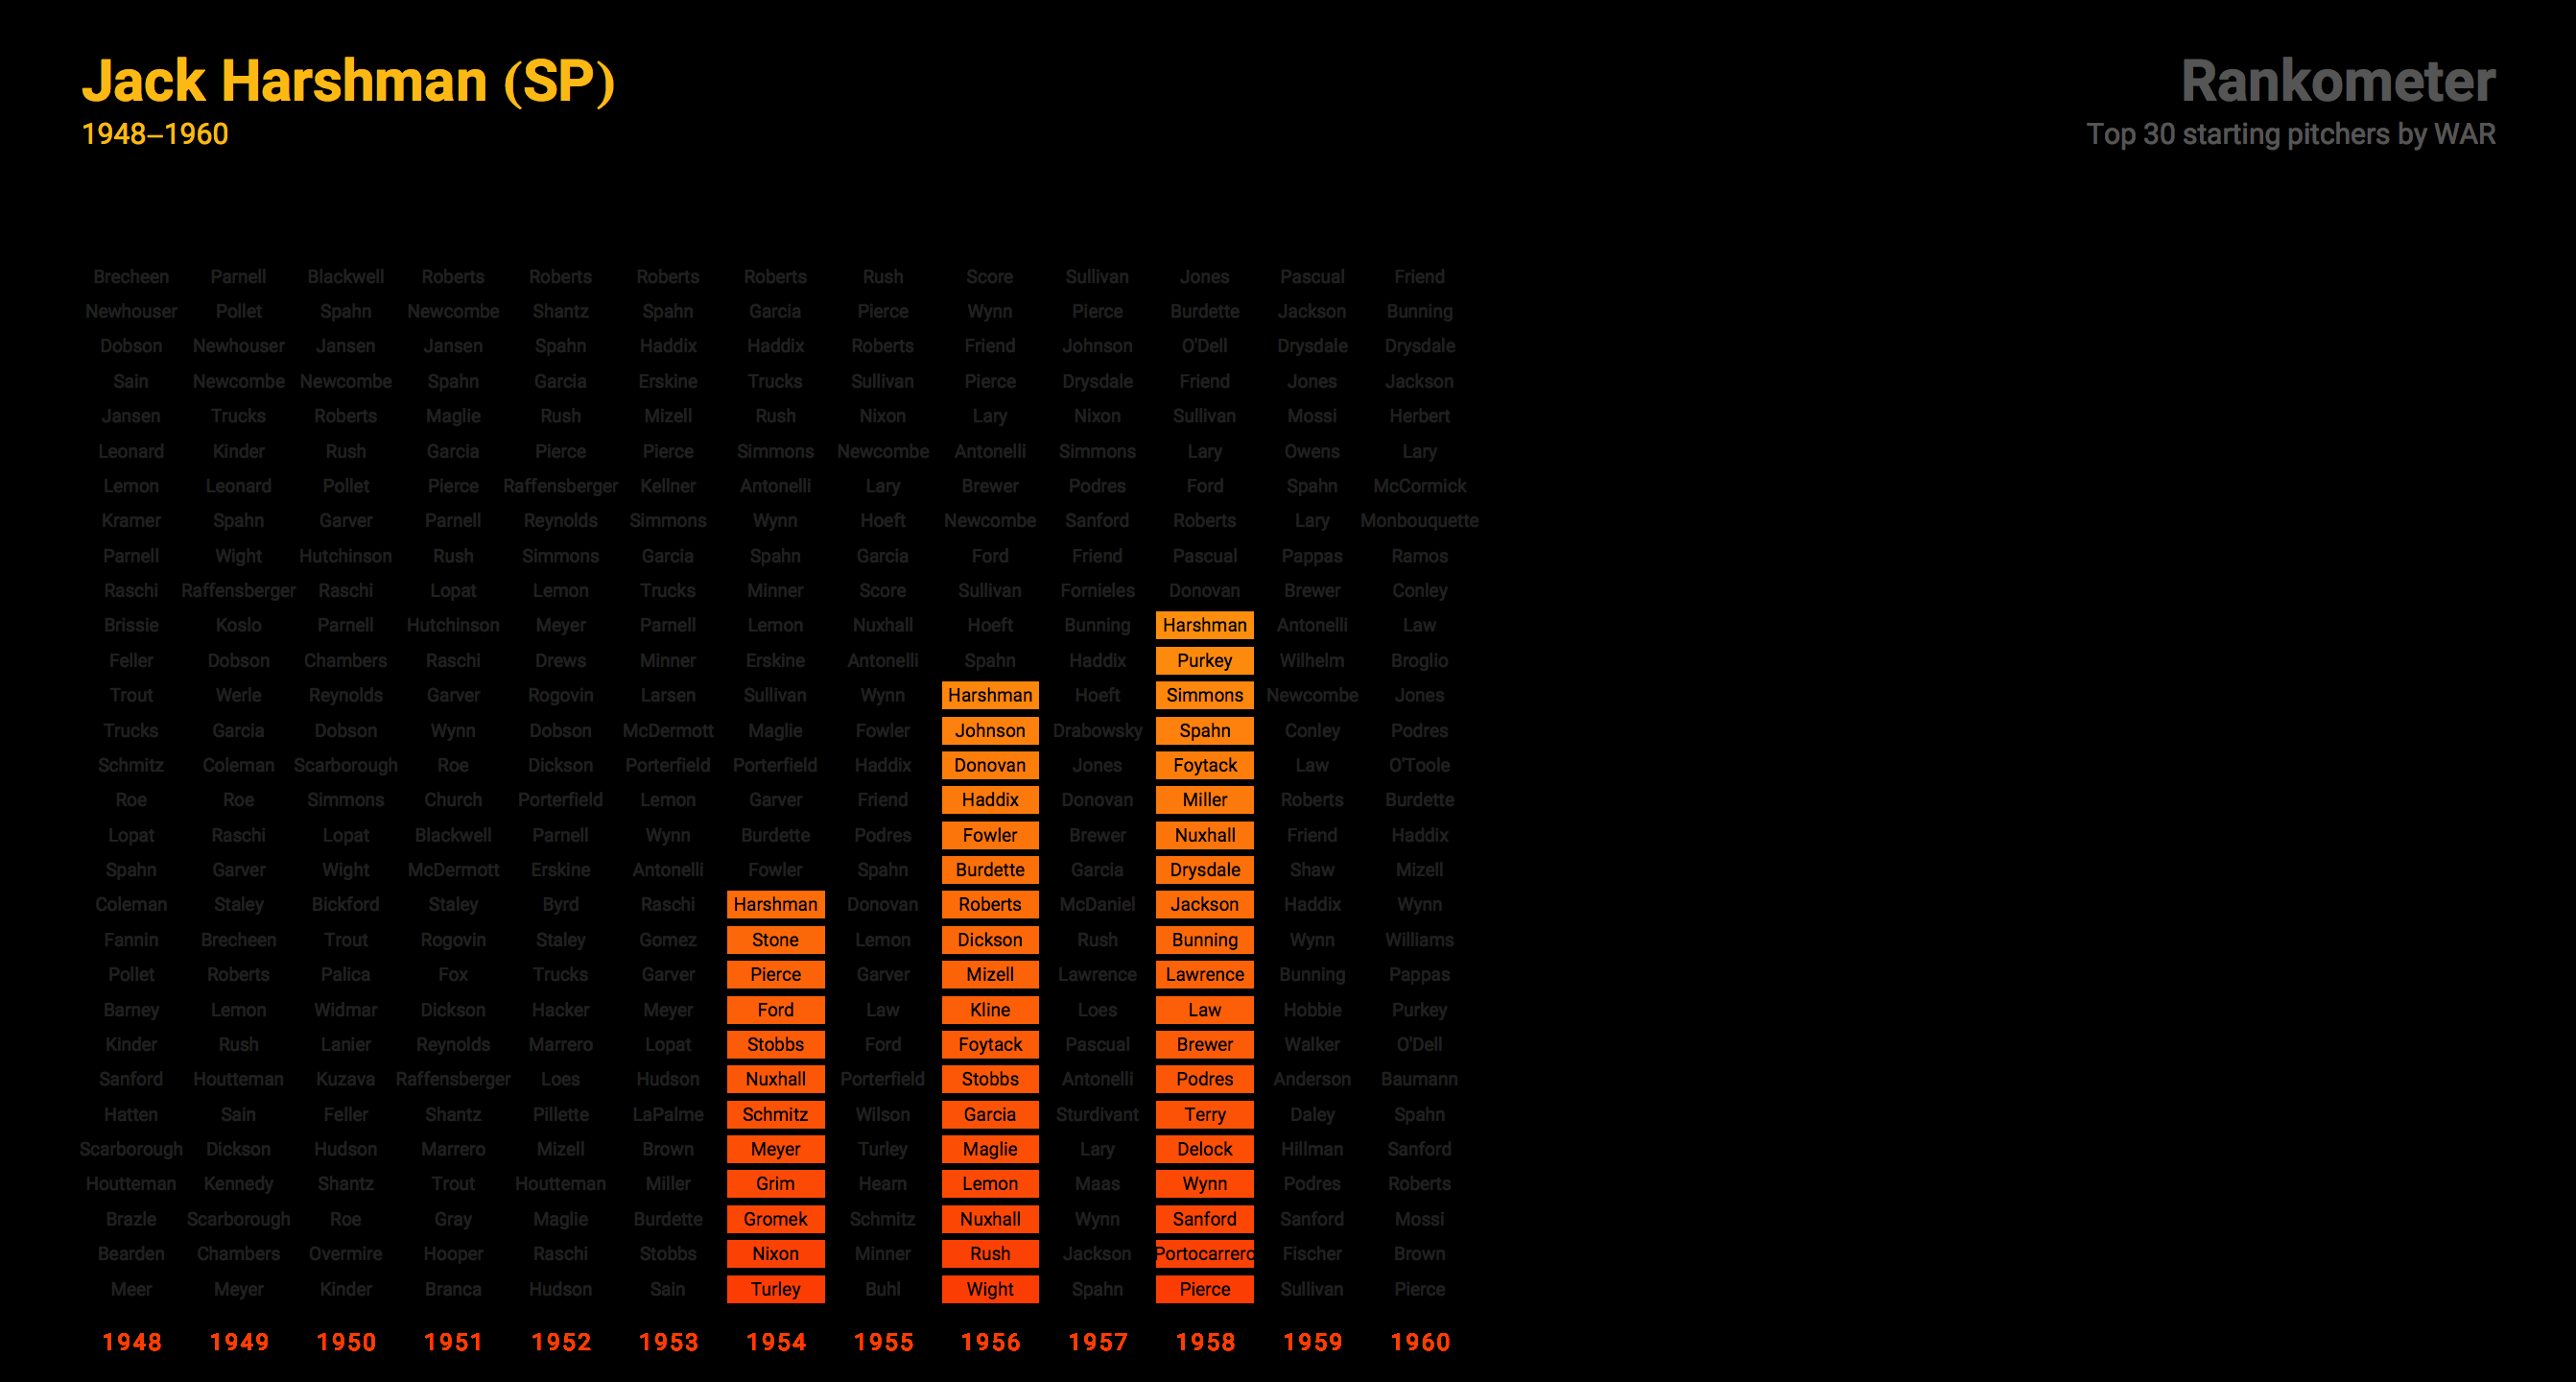 Jack Harshman (SP)
1948–1960
Rankometer
Top 30 starting pitchers by WAR
Brecheen Parnell Blackwell Roberts Roberts Roberts Roberts Rush Score Sullivan Jones Pascual Friend
Newhouser Pollet Spahn Newcombe Shantz Spahn Garcia Pierce Wynn Pierce Burdette Jackson Bunning
Dobson Newhouser Jansen Jansen Spahn Haddix Haddix Roberts Friend Johnson O'Dell Drysdale Drysdale
Sain Newcombe Newcombe Spahn Garcia Erskine Trucks Sullivan Pierce Drysdale Friend Jones Jackson
Jansen Trucks Roberts Maglie Rush Mizell Rush Nixon Lary Nixon Sullivan Mossi Herbert
Leonard Kinder Rush Garcia Pierce Pierce Simmons Newcombe Antonelli Simmons Lary Owens Lary
Lemon Leonard Pollet Pierce Raffensberger Kellner Antonelli Lary Brewer Podres Ford Spahn McCormick
Kramer Spahn Garver Parnell Reynolds Simmons Wynn Hoeft Newcombe Sanford Roberts Lary Monbouquette
Parnell Wight Hutchinson Rush Simmons Garcia Spahn Garcia Ford Friend Pascual Pappas Ramos
Raschi Raffensberger Raschi Lopat Lemon Trucks Minner Score Sullivan Fornieles Donovan Brewer Conley
Brissie Koslo Parnell Hutchinson Meyer Parnell Lemon Nuxhall Hoeft Bunning Harshman Antonelli Law
Feller Dobson Chambers Raschi Drews Minner Erskine Antonelli Spahn Haddix Purkey Wilhelm Broglio
Trout Werle Reynolds Garver Rogovin Larsen Sullivan Wynn Harshman Hoeft Simmons Newcombe Jones
Trucks Garcia Dobson Wynn Dobson McDermott Maglie Fowler Johnson Drabowsky Spahn Conley Podres
Schmitz Coleman Scarborough Roe Dickson Porterfield Porterfield Haddix Donovan Jones Foytack Law O'Toole
Roe Roe Simmons Church Porterfield Lemon Garver Friend Haddix Donovan Miller Roberts Burdette
Lopat Raschi Lopat Blackwell Parnell Wynn Burdette Podres Fowler Brewer Nuxhall Friend Haddix
Spahn Garver Wight McDermott Erskine Antonelli Fowler Spahn Burdette Garcia Drysdale Shaw Mizell
Coleman Staley Bickford Staley Byrd Raschi Harshman Donovan Roberts McDaniel Jackson Haddix Wynn
Fannin Brecheen Trout Rogovin Staley Gomez Stone Lemon Dickson Rush Bunning Wynn Williams
Pollet Roberts Palica Fox Trucks Garver Pierce Garver Mizell Lawrence Lawrence Bunning Pappas
Barney Lemon Widmar Dickson Hacker Meyer Ford Law Kline Loes Law Hobbie Purkey
Kinder Rush Lanier Reynolds Marrero Lopat Stobbs Ford Foytack Pascual Brewer Walker O'Dell
Sanford Houtteman Kuzava Raffensberger Loes Hudson Nuxhall Porterfield Stobbs Antonelli Podres Anderson Baumann
Hatten Sain Feller Shantz Pillette LaPalme Schmitz Wilson Garcia Sturdivant Terry Daley Spahn
Scarborough Dickson Hudson Marrero Mizell Brown Meyer Turley Maglie Lary Delock Hillman Sanford
Houtteman Kennedy Shantz Trout Houtteman Miller Grim Hearn Lemon Maas Wynn Podres Roberts
Brazle Scarborough Roe Gray Maglie Burdette Gromek Schmitz Nuxhall Wynn Sanford Sanford Mossi
Bearden Chambers Overmire Hooper Raschi Stobbs Nixon Minner Rush Jackson Portocarrero Fischer Brown
Meer Meyer Kinder Branca Hudson Sain Turley Buhl Wight Spahn Pierce Sullivan Pierce
1948 1949 1950 1951 1952 1953 1954 1955 1956 1957 1958 1959 1960